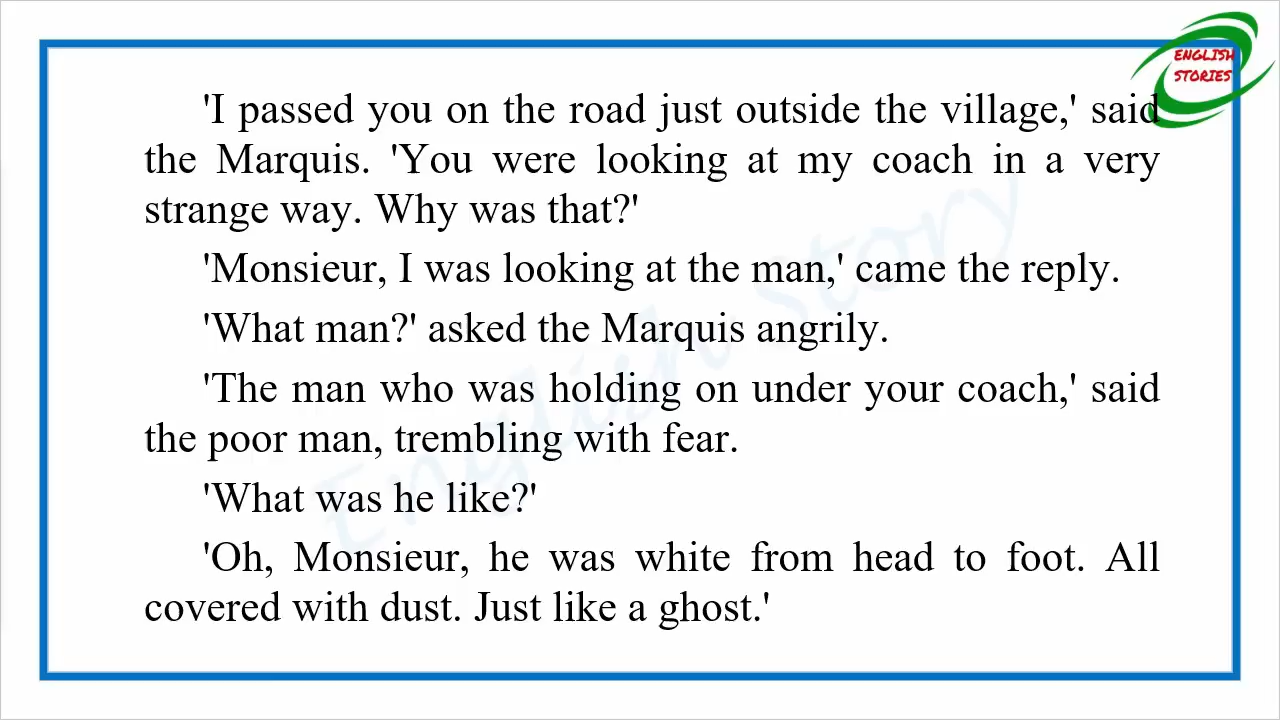 ENGLISH
STORIES
'I passed you on the road just outside the village,' said
the Marquis. 'You were looking at my coach in a very
strange way. Why was that?'
'Monsieur, I was looking at the man,' came the reply.
'What man?' asked the Marquis angrily.
'The man who was holding on under your coach,' said
the poor man, trembling with fear.
'What was he like?'
'Oh, Monsieur, he was white from head to foot. All
covered with dust. Just like a ghost.'
English Story